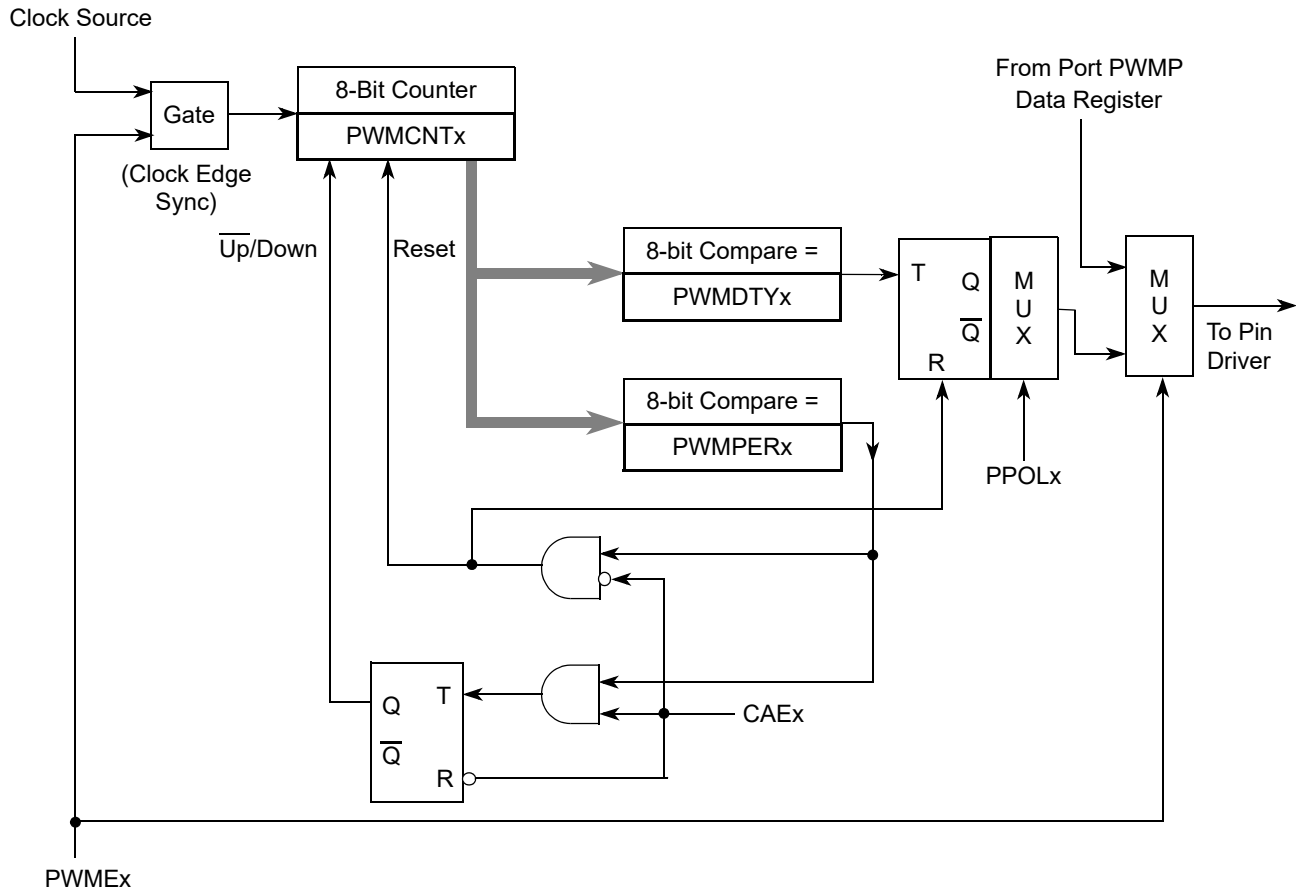 Clock Source
Gate
(Clock Edge
Sync)
8-Bit Counter
PWMCNTx
U̅p̅/Down
Reset
8-bit Compare =
PWMDTYx
8-bit Compare =
PWMPERx
T
Q
Q̅
R
M
U
X
PPOLx
From Port PWMP
Data Register
M
U
X
To Pin
Driver
Q
T
Q̅
R
CAEx
PWMEx